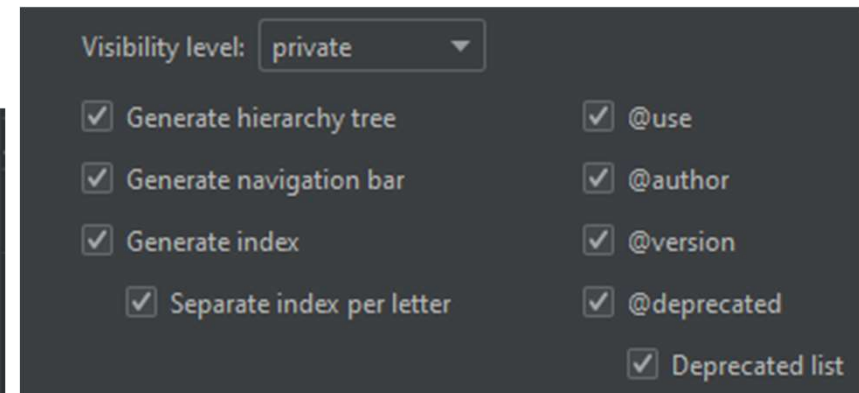 Visibility level: private
Generate hierarchy tree
@use
Generate navigation bar
@author
Generate index
@version
Separate index per letter
@deprecated
Deprecated list